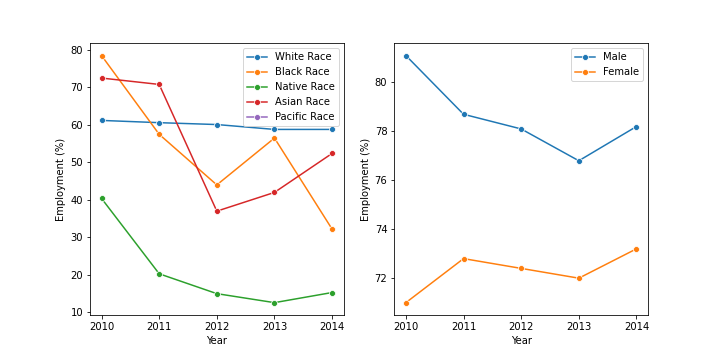 80
70
60
50
40
30
20
10
Employment (%)
2010 2011 2012 2013 2014
Year
White Race
Black Race
Native Race
Asian Race
Pacific Race
80
78
76
74
72
Employment (%)
2010 2011 2012 2013 2014
Year
Male
Female